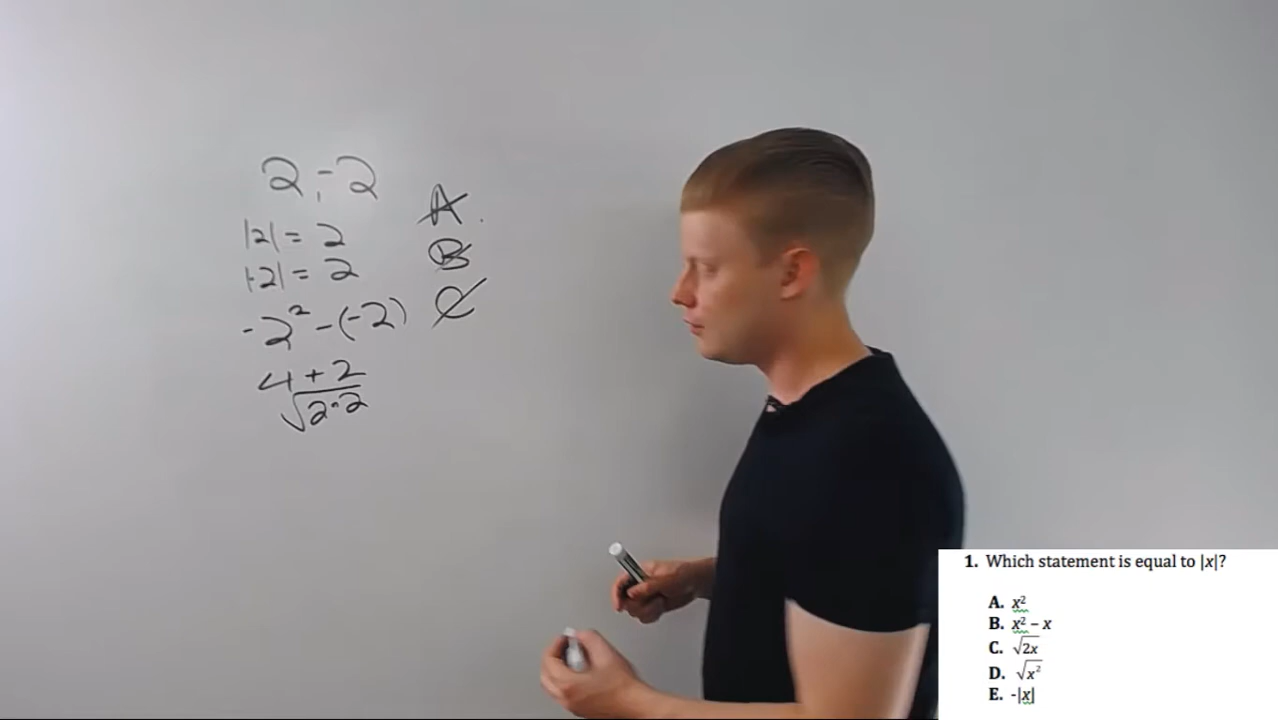 2, -2
|2| = 2
|-2| = 2
-2² - (-2)
4 + 2
√2·2
A
B
C
1. Which statement is equal to |x|?
A. x²
B. x² – x
C. √2x
D. √x²
E. -|x|